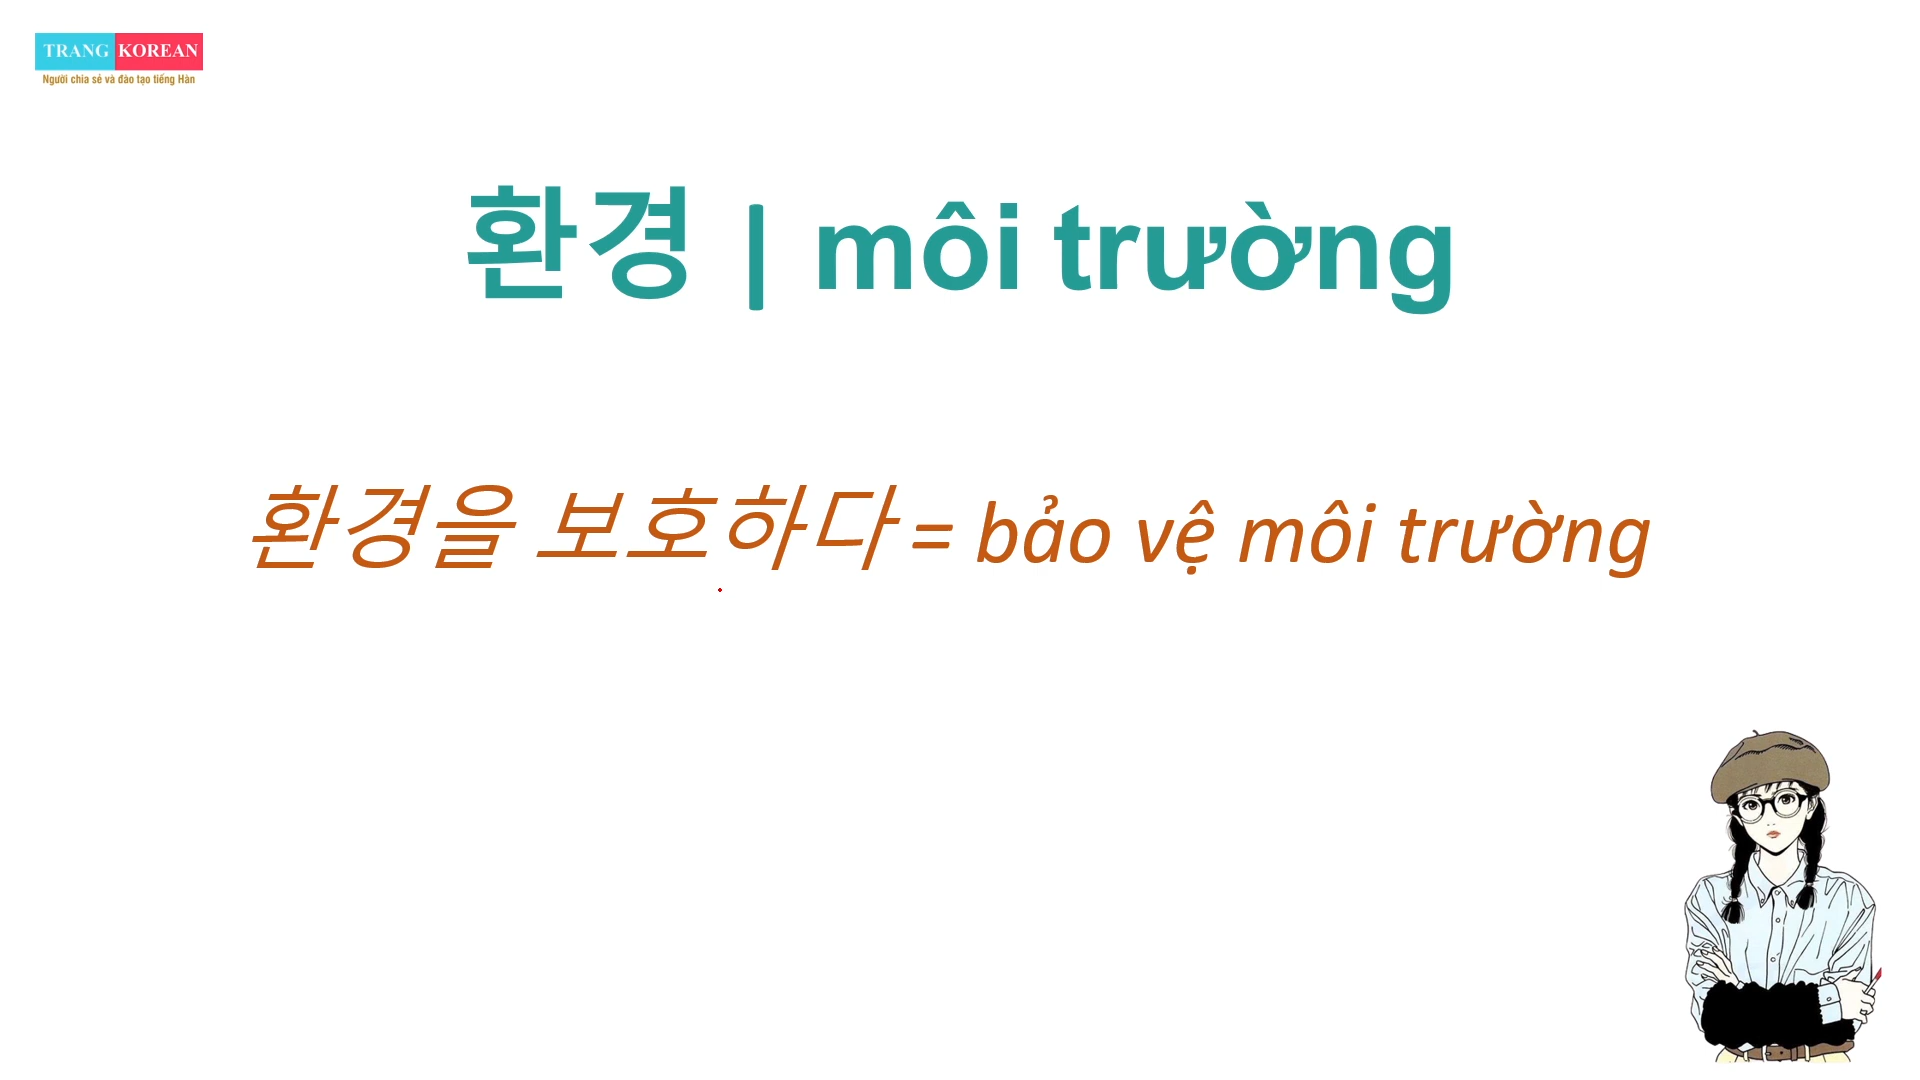 TRANG KOREAN
Người chia sẻ và đào tạo tiếng Hàn
환경 | môi trường
환경을 보호하다 = bảo vệ môi trường